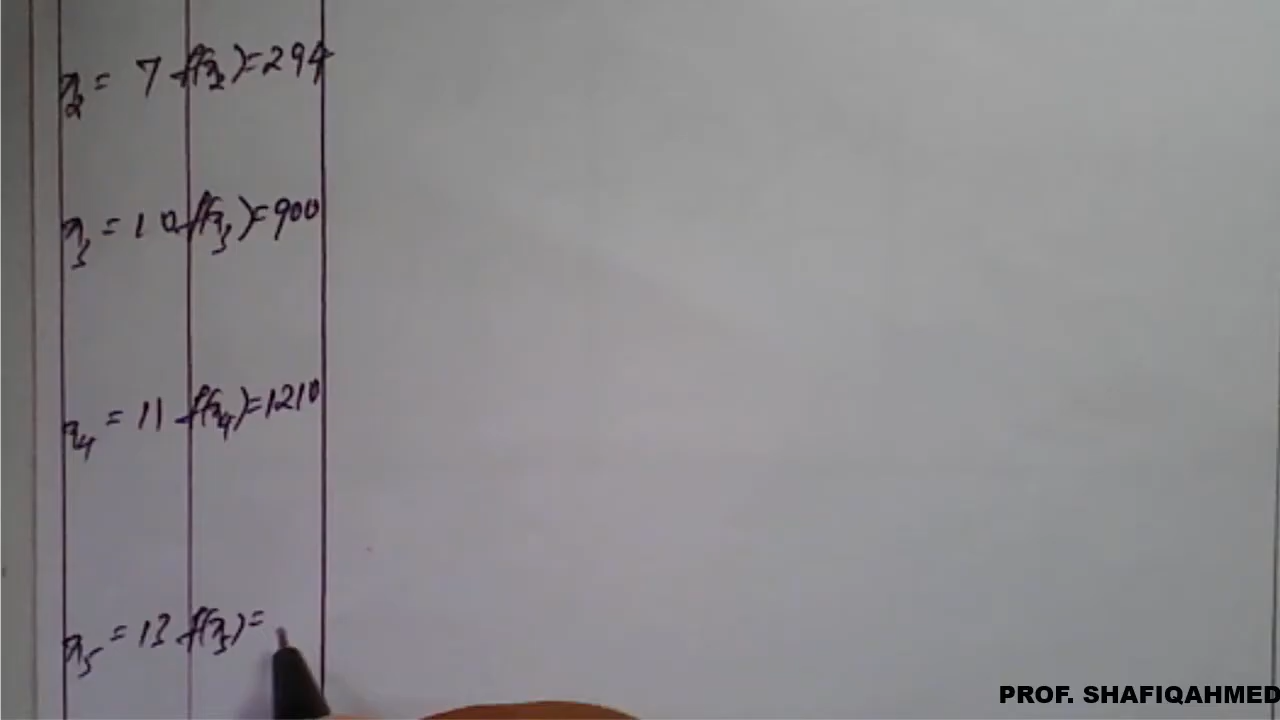 x₂ = 7 f(x₂)=294
x₃ = 10 f(x₃)=900
x₄ = 11 f(x₄)=1210
x₅ = 13 f(x₅)=
PROF. SHAFIQAHMED